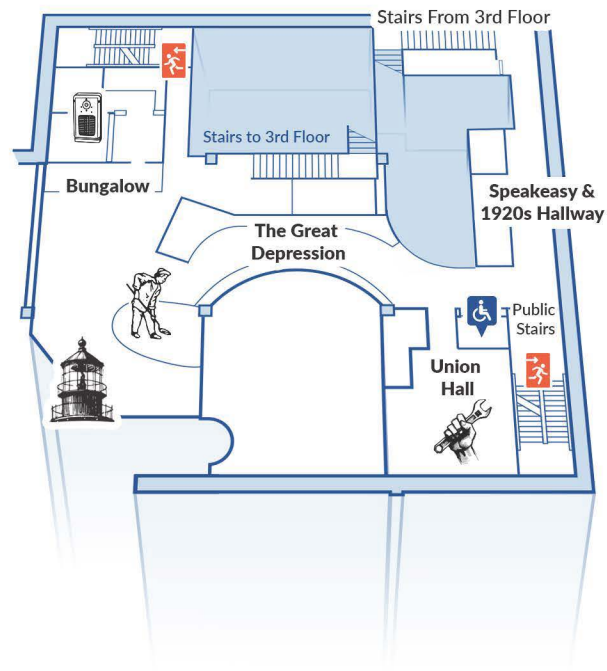 Stairs From 3rd Floor
Stairs to 3rd Floor
Bungalow
Speakeasy &
1920s Hallway
The Great
Depression
Public
Stairs
Union
Hall